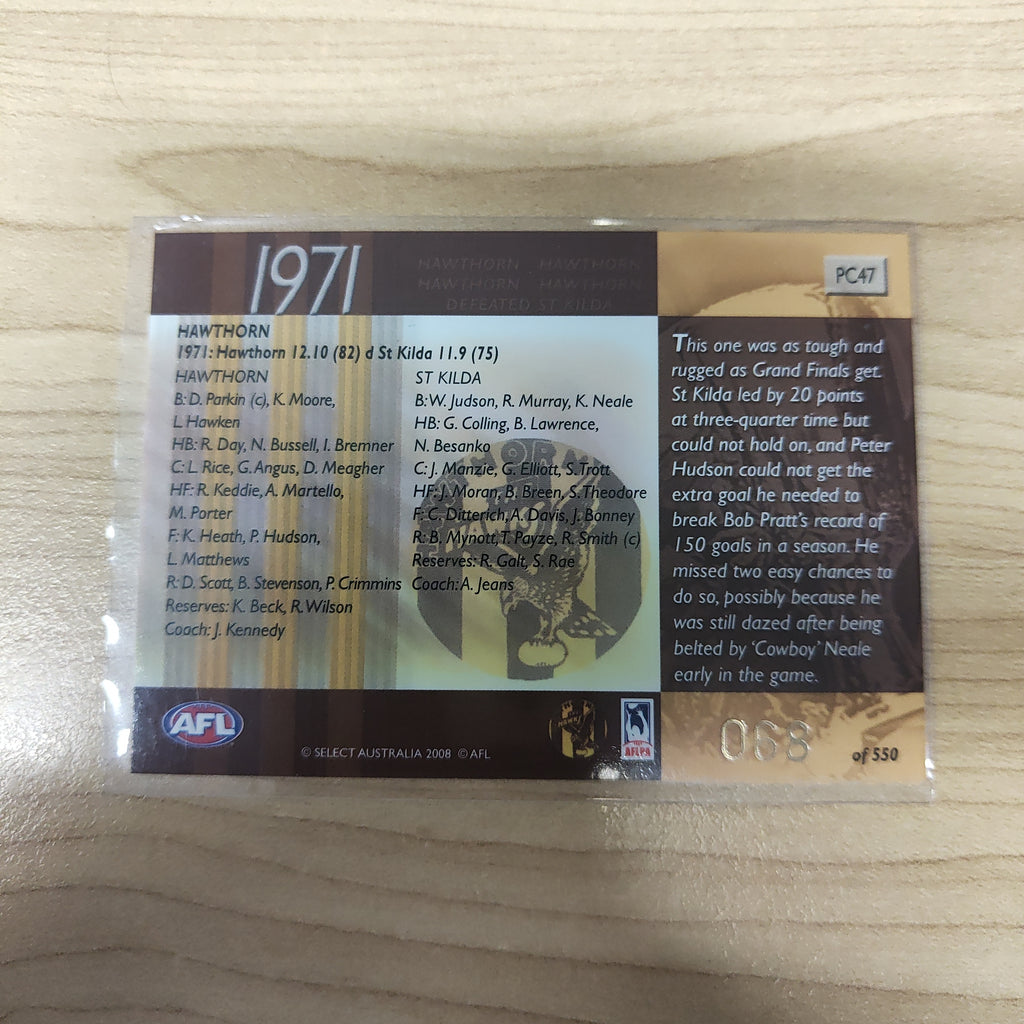 1971
HAWTHORN HAWTHORN
HAWTHORN HAWTHORN
DEFEATED ST KILDA
PC47
HAWTHORN
1971: Hawthorn 12.10 (82) d St Kilda 11.9 (75)
HAWTHORN
B: D. Parkin (c), K. Moore,
L. Hawken
HB: R. Day, N. Bussell, I. Bremner
C: L. Rice, G. Angus, D. Meagher
HF: R. Keddie, A. Martello,
M. Porter
F: K. Heath, P. Hudson,
L. Matthews
R: D. Scott, B. Stevenson, P. Crimmins
Reserves: K. Beck, R. Wilson
Coach: J. Kennedy
ST KILDA
B: W. Judson, R. Murray, K. Neale
HB: G. Colling, B. Lawrence,
N. Besanko
C: J. Manzie, G. Elliott, S. Trott
HF: J. Moran, B. Breen, S. Theodore
F: C. Ditterich, A. Davis, J. Bonney
R: B. Mynott, T. Payze, R. Smith (c)
Reserves: R. Galt, S. Rae
Coach: A. Jeans
This one was as tough and
rugged as Grand Finals get.
St Kilda led by 20 points
at three-quarter time but
could not hold on, and Peter
Hudson could not get the
extra goal he needed to
break Bob Pratt's record of
150 goals in a season. He
missed two easy chances to
do so, possibly because he
was still dazed after being
belted by 'Cowboy' Neale
early in the game.
AFL
© SELECT AUSTRALIA 2008 © AFL
HAWKS
AFLPA
068
of 550